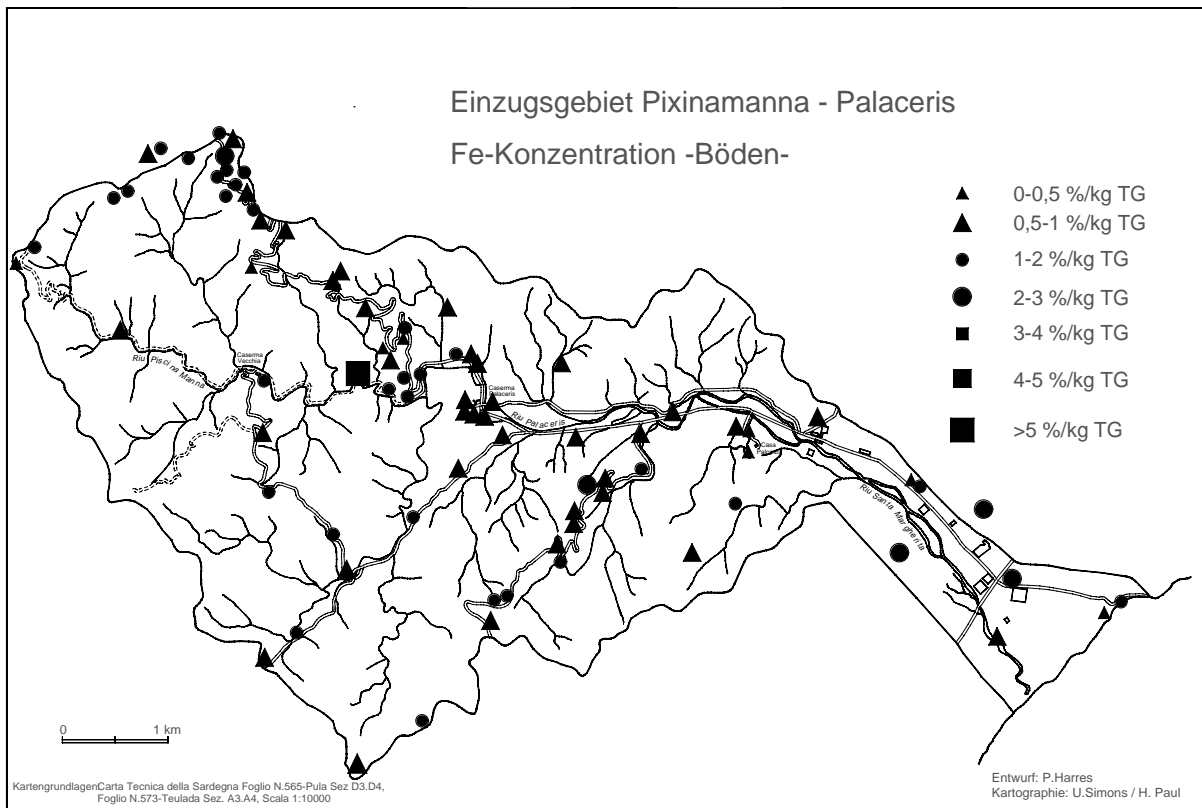 Einzugsgebiet Pixinamanna - Palaceris
Fe-Konzentration -Böden-
0-0,5 %/kg TG
0,5-1 %/kg TG
1-2 %/kg TG
2-3 %/kg TG
3-4 %/kg TG
4-5 %/kg TG
>5 %/kg TG
Caserma
Vecchia
Riu Piscina Manna
Caserma
Palaceris
Riu Palaceris
Casa
Riu Santa Margherita
0 1 km
KartengrundlagenCarta Tecnica della Sardegna Foglio N.565-Pula Sez D3.D4,
Foglio N.573-Teulada Sez. A3.A4, Scala 1:10000
Entwurf: P.Harres
Kartographie: U.Simons / H. Paul